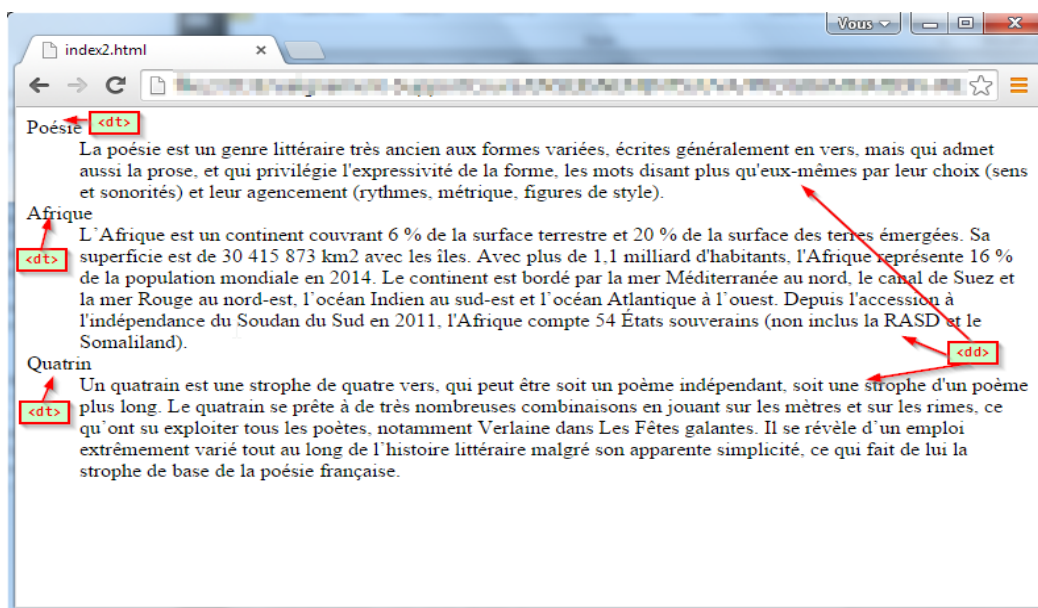 Vous
index2.html
Poésie <dt>
La poésie est un genre littéraire très ancien aux formes variées, écrites généralement en vers, mais qui admet
aussi la prose, et qui privilégie l'expressivité de la forme, les mots disant plus qu'eux-mêmes par leur choix (sens
et sonorités) et leur agencement (rythmes, métrique, figures de style).
Afrique
<dt>
L'Afrique est un continent couvrant 6 % de la surface terrestre et 20 % de la surface des terres émergées. Sa
superficie est de 30 415 873 km2 avec les îles. Avec plus de 1,1 milliard d'habitants, l'Afrique représente 16 %
de la population mondiale en 2014. Le continent est bordé par la mer Méditerranée au nord, le canal de Suez et
la mer Rouge au nord-est, l'océan Indien au sud-est et l'océan Atlantique à l'ouest. Depuis l'accession à
l'indépendance du Soudan du Sud en 2011, l'Afrique compte 54 États souverains (non inclus la RASD et le
Somaliland).
<dd>
Quatrin
<dt>
Un quatrain est une strophe de quatre vers, qui peut être soit un poème indépendant, soit une strophe d'un poème
plus long. Le quatrain se prête à de très nombreuses combinaisons en jouant sur les mètres et sur les rimes, ce
qu'ont su exploiter tous les poètes, notamment Verlaine dans Les Fêtes galantes. Il se révèle d'un emploi
extrêmement varié tout au long de l'histoire littéraire malgré son apparente simplicité, ce qui fait de lui la
strophe de base de la poésie française.